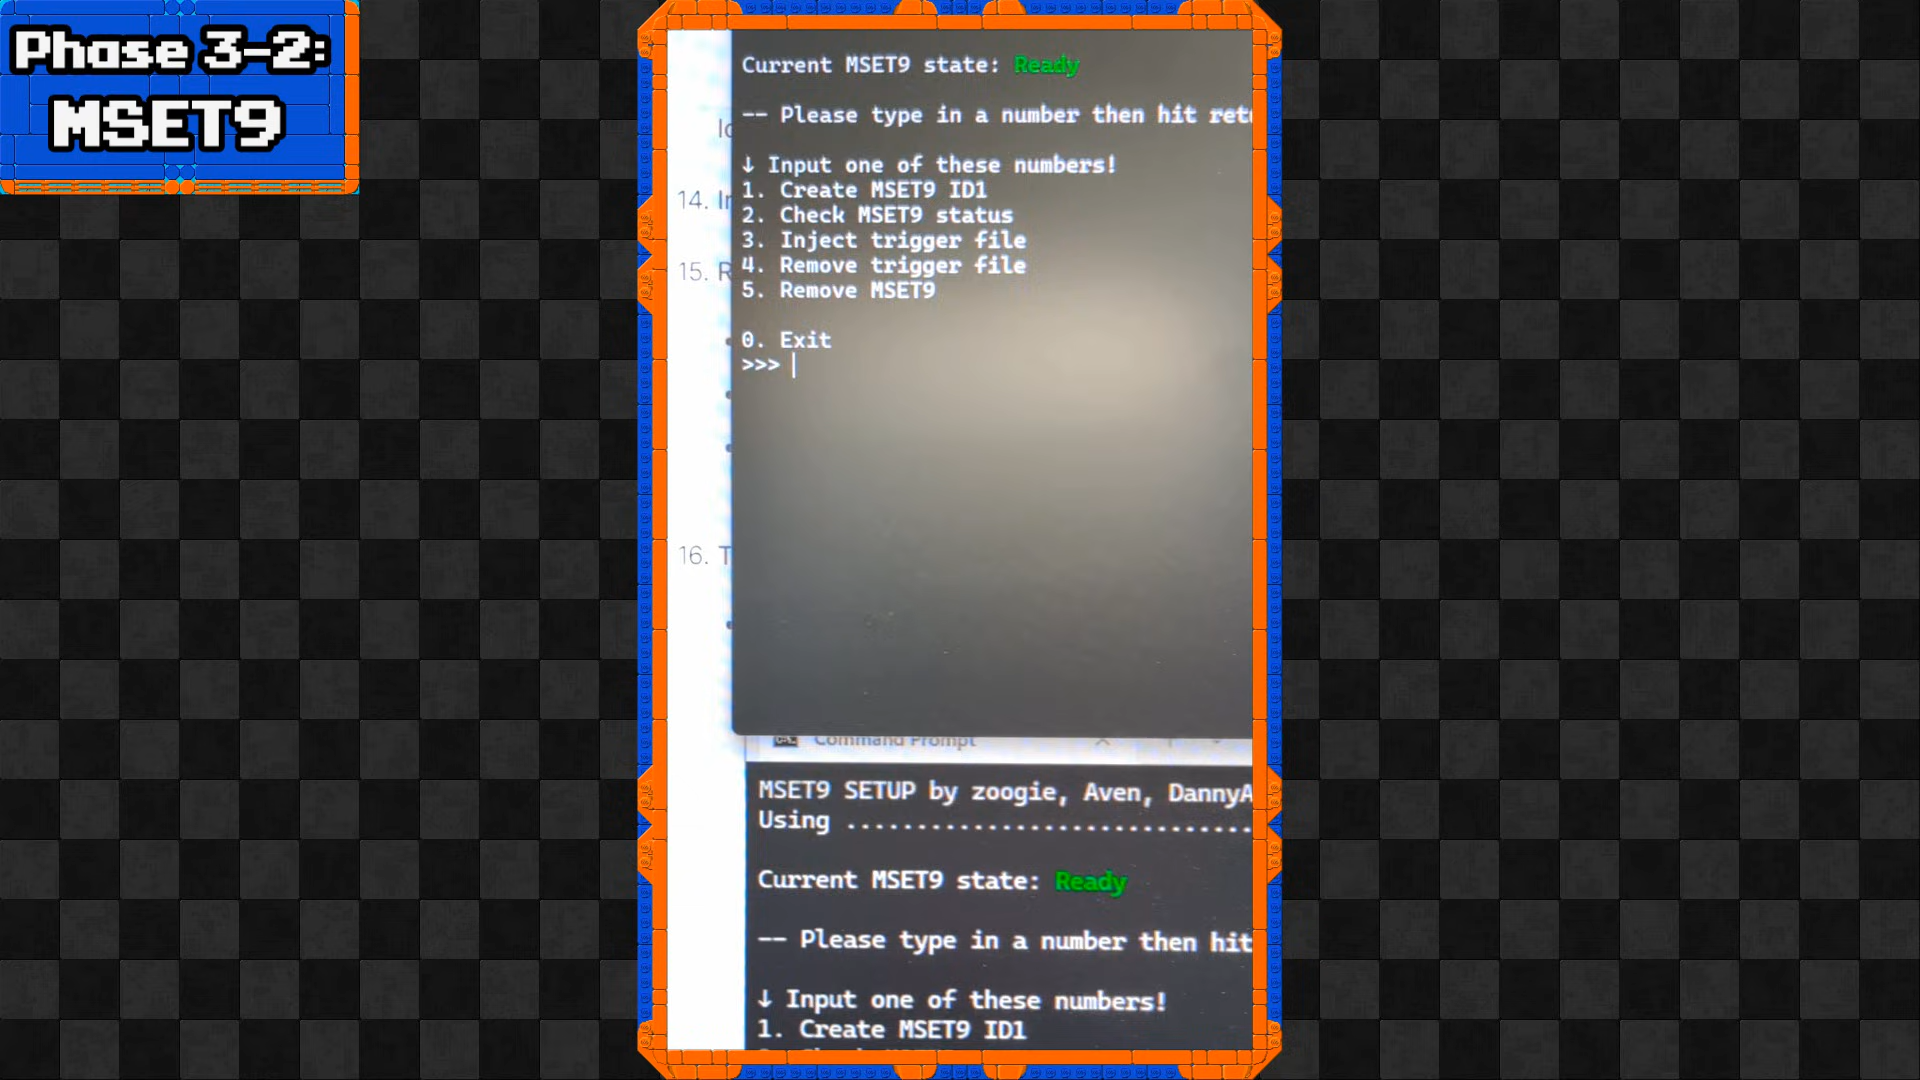 Phase 3-2:
MSET9
Current MSET9 state: Ready
-- Please type in a number then hit
↓ Input one of these numbers!
1. Create MSET9 ID1
2. Check MSET9 status
3. Inject trigger file
4. Remove trigger file
5. Remove MSET9
0. Exit
>>>
14.
15. R
16. T
Command Prompt
MSET9 SETUP by zoogie, Aven, DannyA
Using ..............................
Current MSET9 state: Ready
-- Please type in a number then hit
↓ Input one of these numbers!
1. Create MSET9 ID1